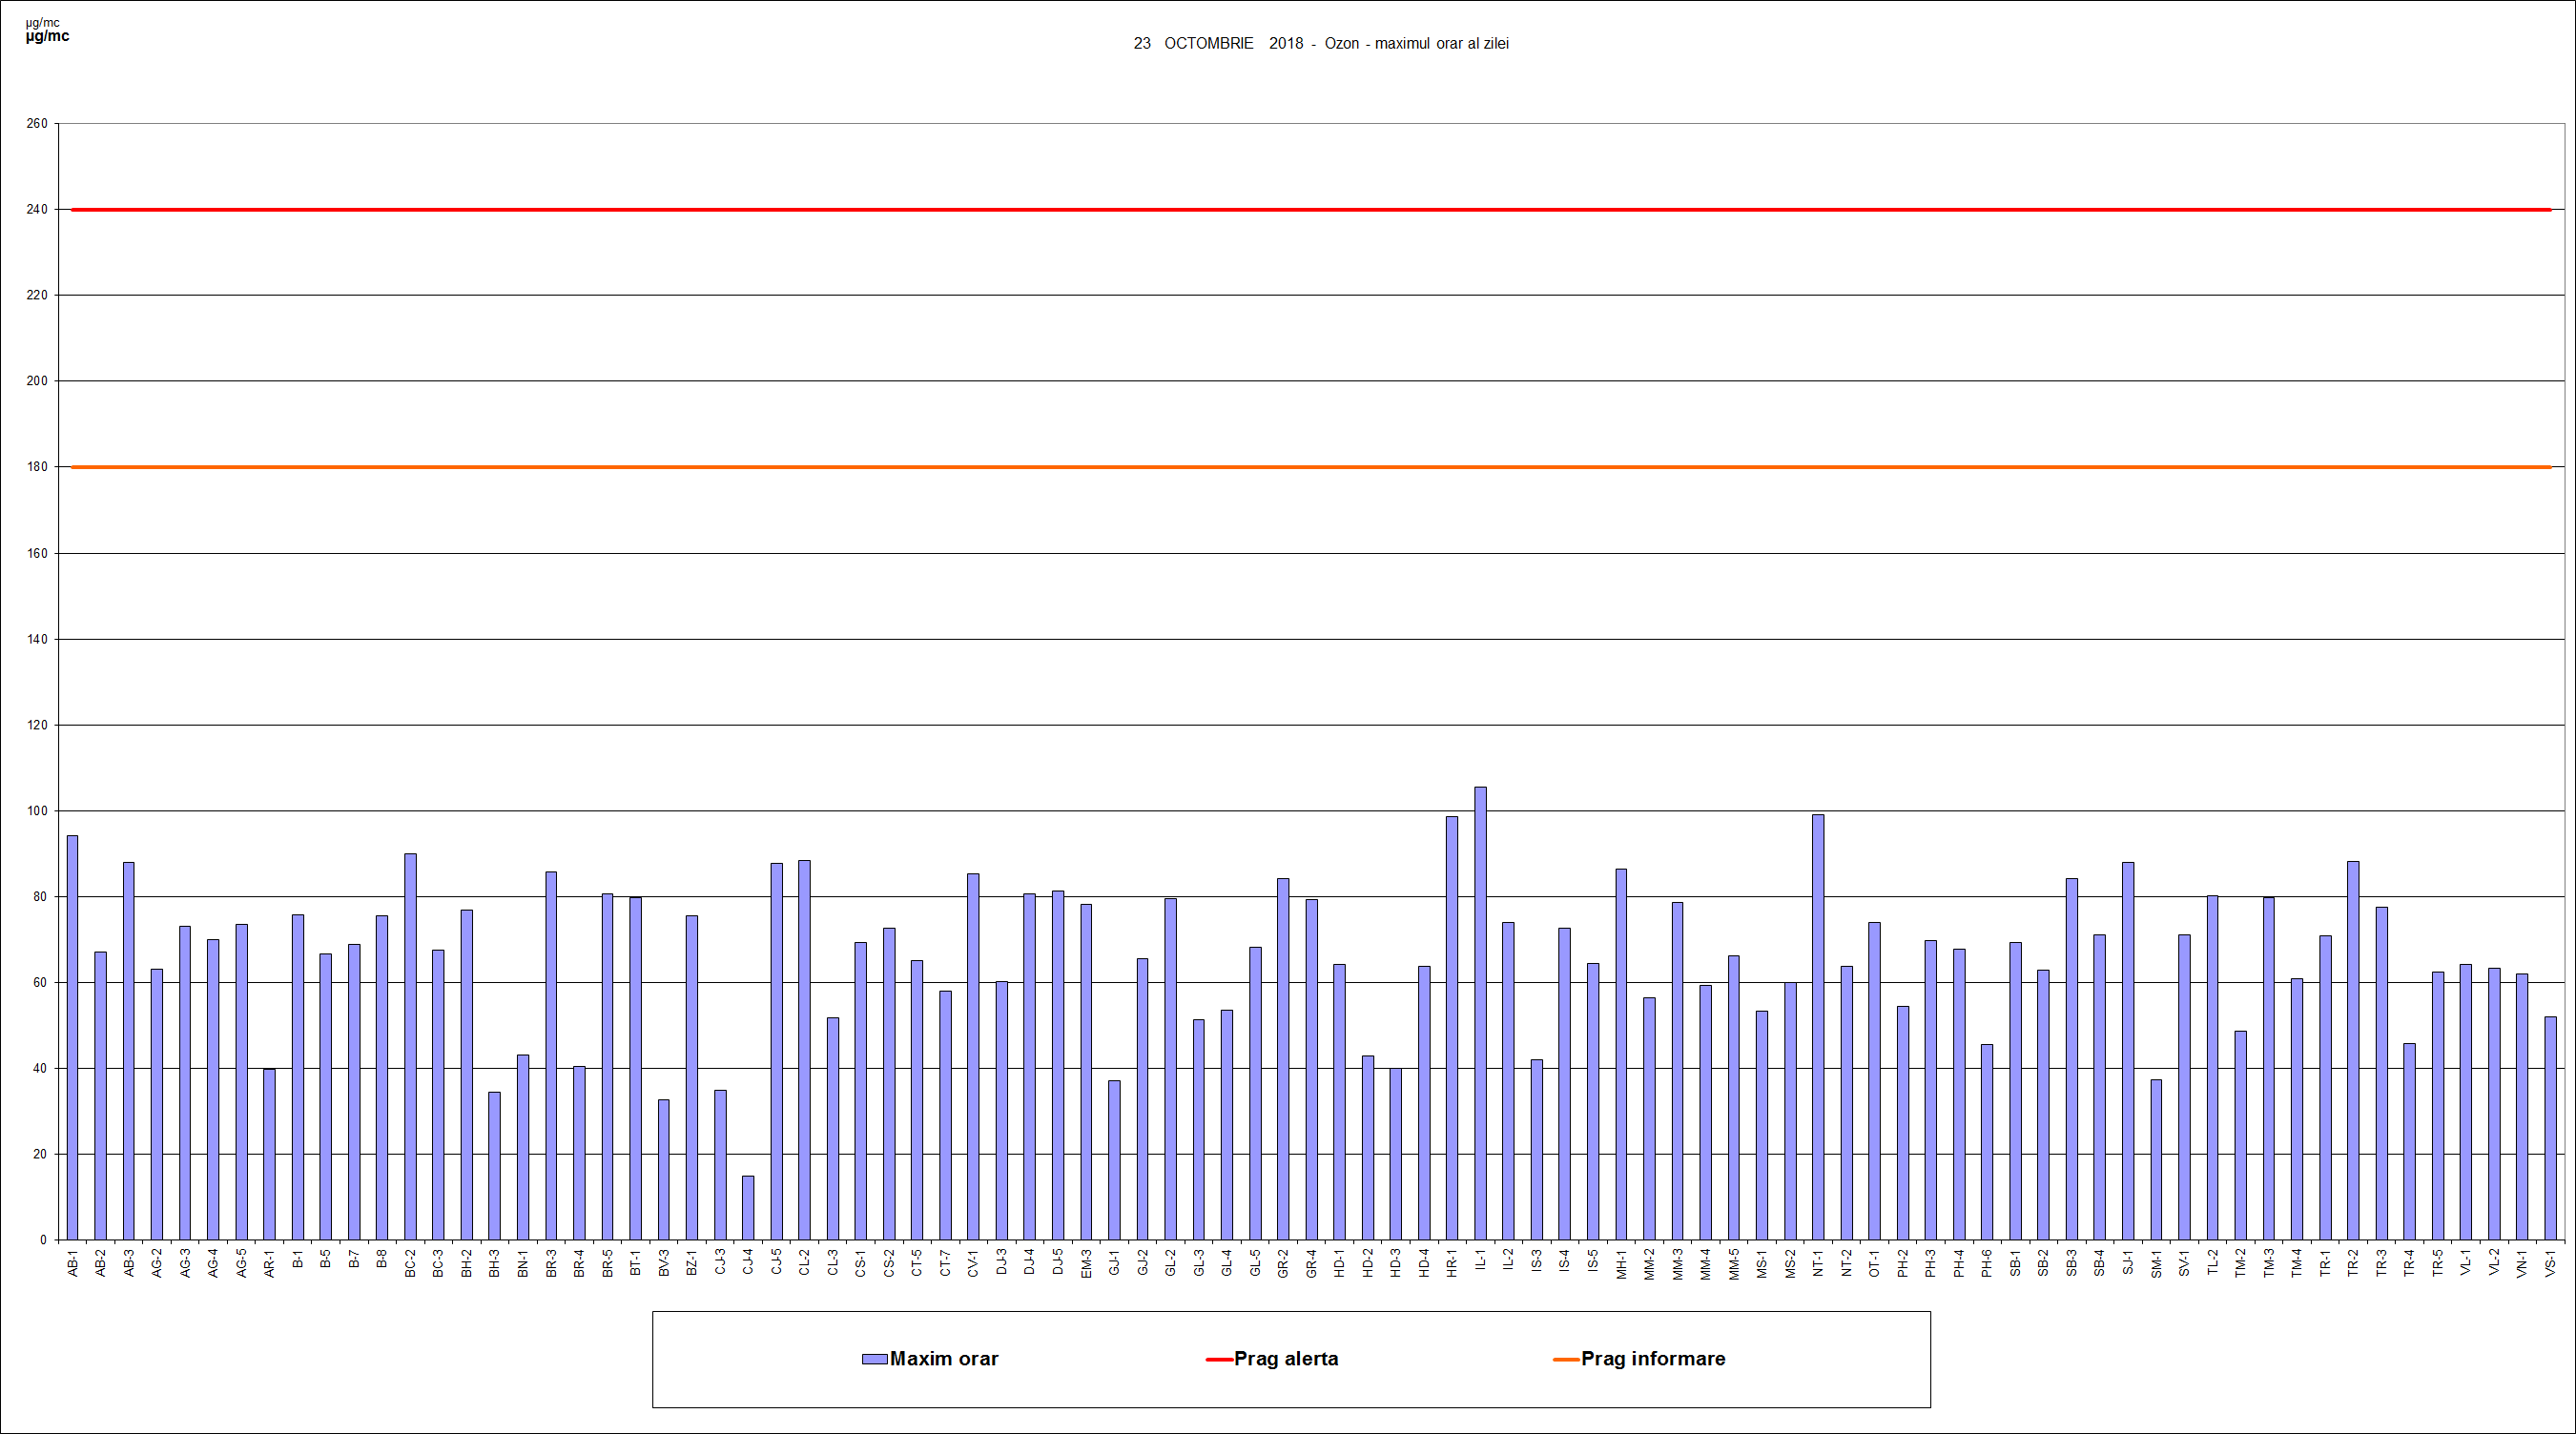 µg/mc
µg/mc
23 OCTOMBRIE 2018 - Ozon - maximul orar al zilei
260
240
220
200
180
160
140
120
100
80
60
40
20
0
AB-1
AB-2
AB-3
AG-2
AG-3
AG-4
AG-5
AR-1
B-1
B-5
B-7
B-8
BC-2
BC-3
BH-2
BH-3
BN-1
BR-3
BR-4
BR-5
BT-1
BV-3
BZ-1
CJ-3
CJ-4
CJ-5
CL-2
CL-3
CS-1
CS-2
CT-5
CT-7
CV-1
DJ-3
DJ-4
DJ-5
EM-3
GJ-1
GJ-2
GL-2
GL-3
GL-4
GL-5
GR-2
GR-4
HD-1
HD-2
HD-3
HD-4
HR-1
IL-1
IL-2
IS-3
IS-4
IS-5
MH-1
MM-2
MM-3
MM-4
MM-5
MS-1
MS-2
NT-1
NT-2
OT-1
PH-2
PH-3
PH-4
PH-6
SB-1
SB-2
SB-3
SB-4
SJ-1
SM-1
SV-1
TL-2
TM-2
TM-3
TM-4
TR-1
TR-2
TR-3
TR-4
TR-5
VL-1
VL-2
VN-1
VS-1
Maxim orar
Prag alerta
Prag informare